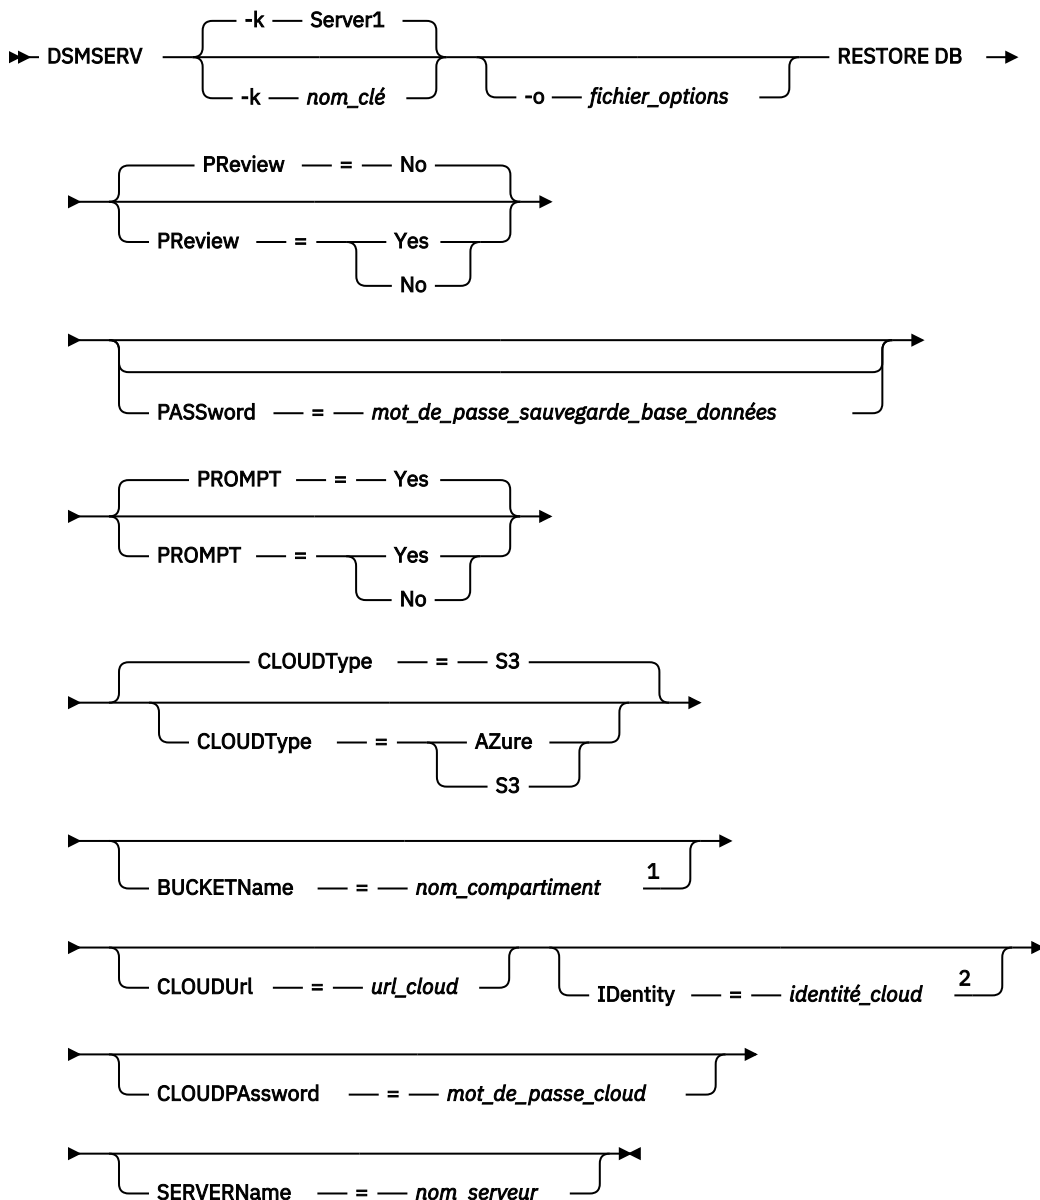 -k Server1
DSMSERV RESTORE DB
-k nom_clé -o fichier_options
PReview = No
PReview = Yes
No
PASSword = mot_de_passe_sauvegarde_base_données
PROMPT = Yes
PROMPT = Yes
No
CLOUDType = S3
CLOUDType = AZure
S3
BUCKETName = nom_compartiment 1
CLOUDUrl = url_cloud IDentity = identité_cloud 2
CLOUDPAssword = mot_de_passe_cloud
SERVERName = nom_serveur